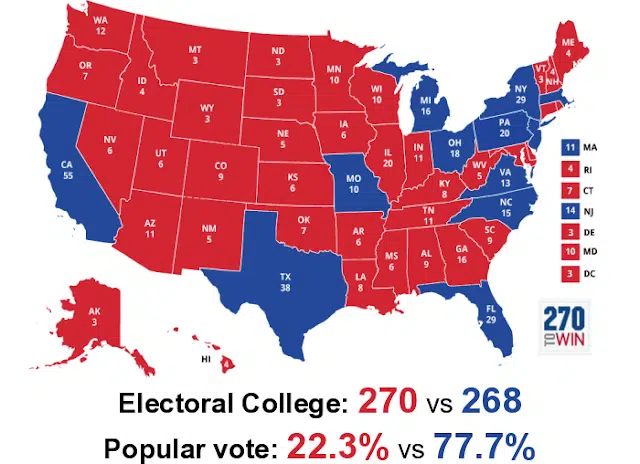 WA
12
OR
7
CA
55
NV
6
ID
4
MT
3
WY
3
UT
6
AZ
11
CO
9
NM
5
ND
3
SD
3
NE
5
KS
6
OK
7
TX
38
MN
10
IA
6
MO
10
AR
6
LA
8
WI
10
IL
20
MI
16
IN
11
OH
18
KY
8
TN
11
MS
6
AL
9
GA
16
FL
29
SC
9
NC
15
VA
13
WV
5
PA
20
NY
29
VT
3
4
NH
ME
4
AK
3
HI
11 MA
4 RI
7 CT
14 NJ
3 DE
10 MD
3 DC
270
TO WIN
Electoral College: 270 vs 268
Popular vote: 22.3% vs 77.7%